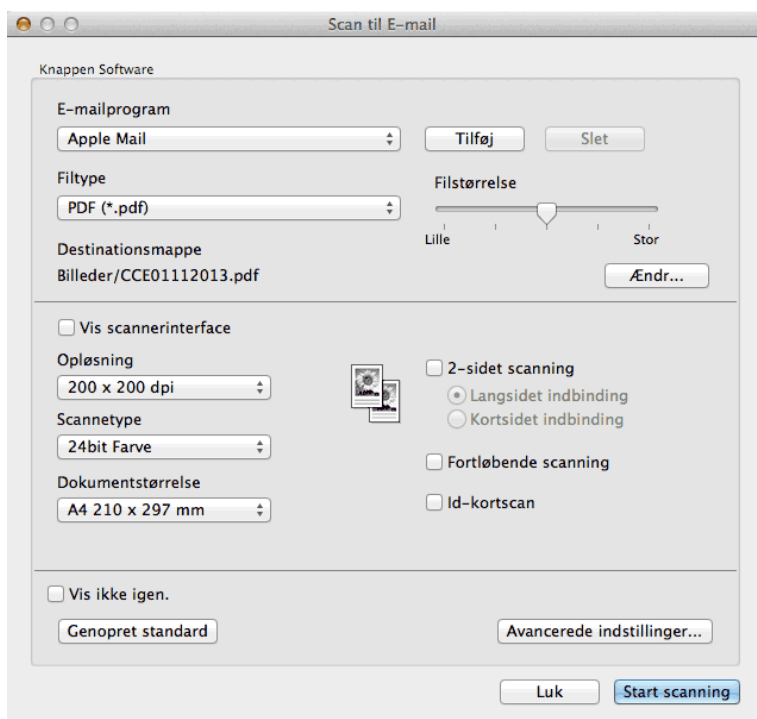 Scan til E-mail
Knappen Software
E-mailprogram
Apple Mail
Tilføj
Slet
Filtype
PDF (*.pdf)
Filstørrelse
Lille
Stor
Destinationsmappe
Billeder/CCE01112013.pdf
Ændr...
Vis scannerinterface
Opløsning
200 x 200 dpi
Scannetype
24bit Farve
Dokumentstørrelse
A4 210 x 297 mm
2-sidet scanning
Langsidet indbinding
Kortsidet indbinding
Fortløbende scanning
Id-kortscan
Vis ikke igen.
Genopret standard
Avancerede indstillinger...
Luk
Start scanning